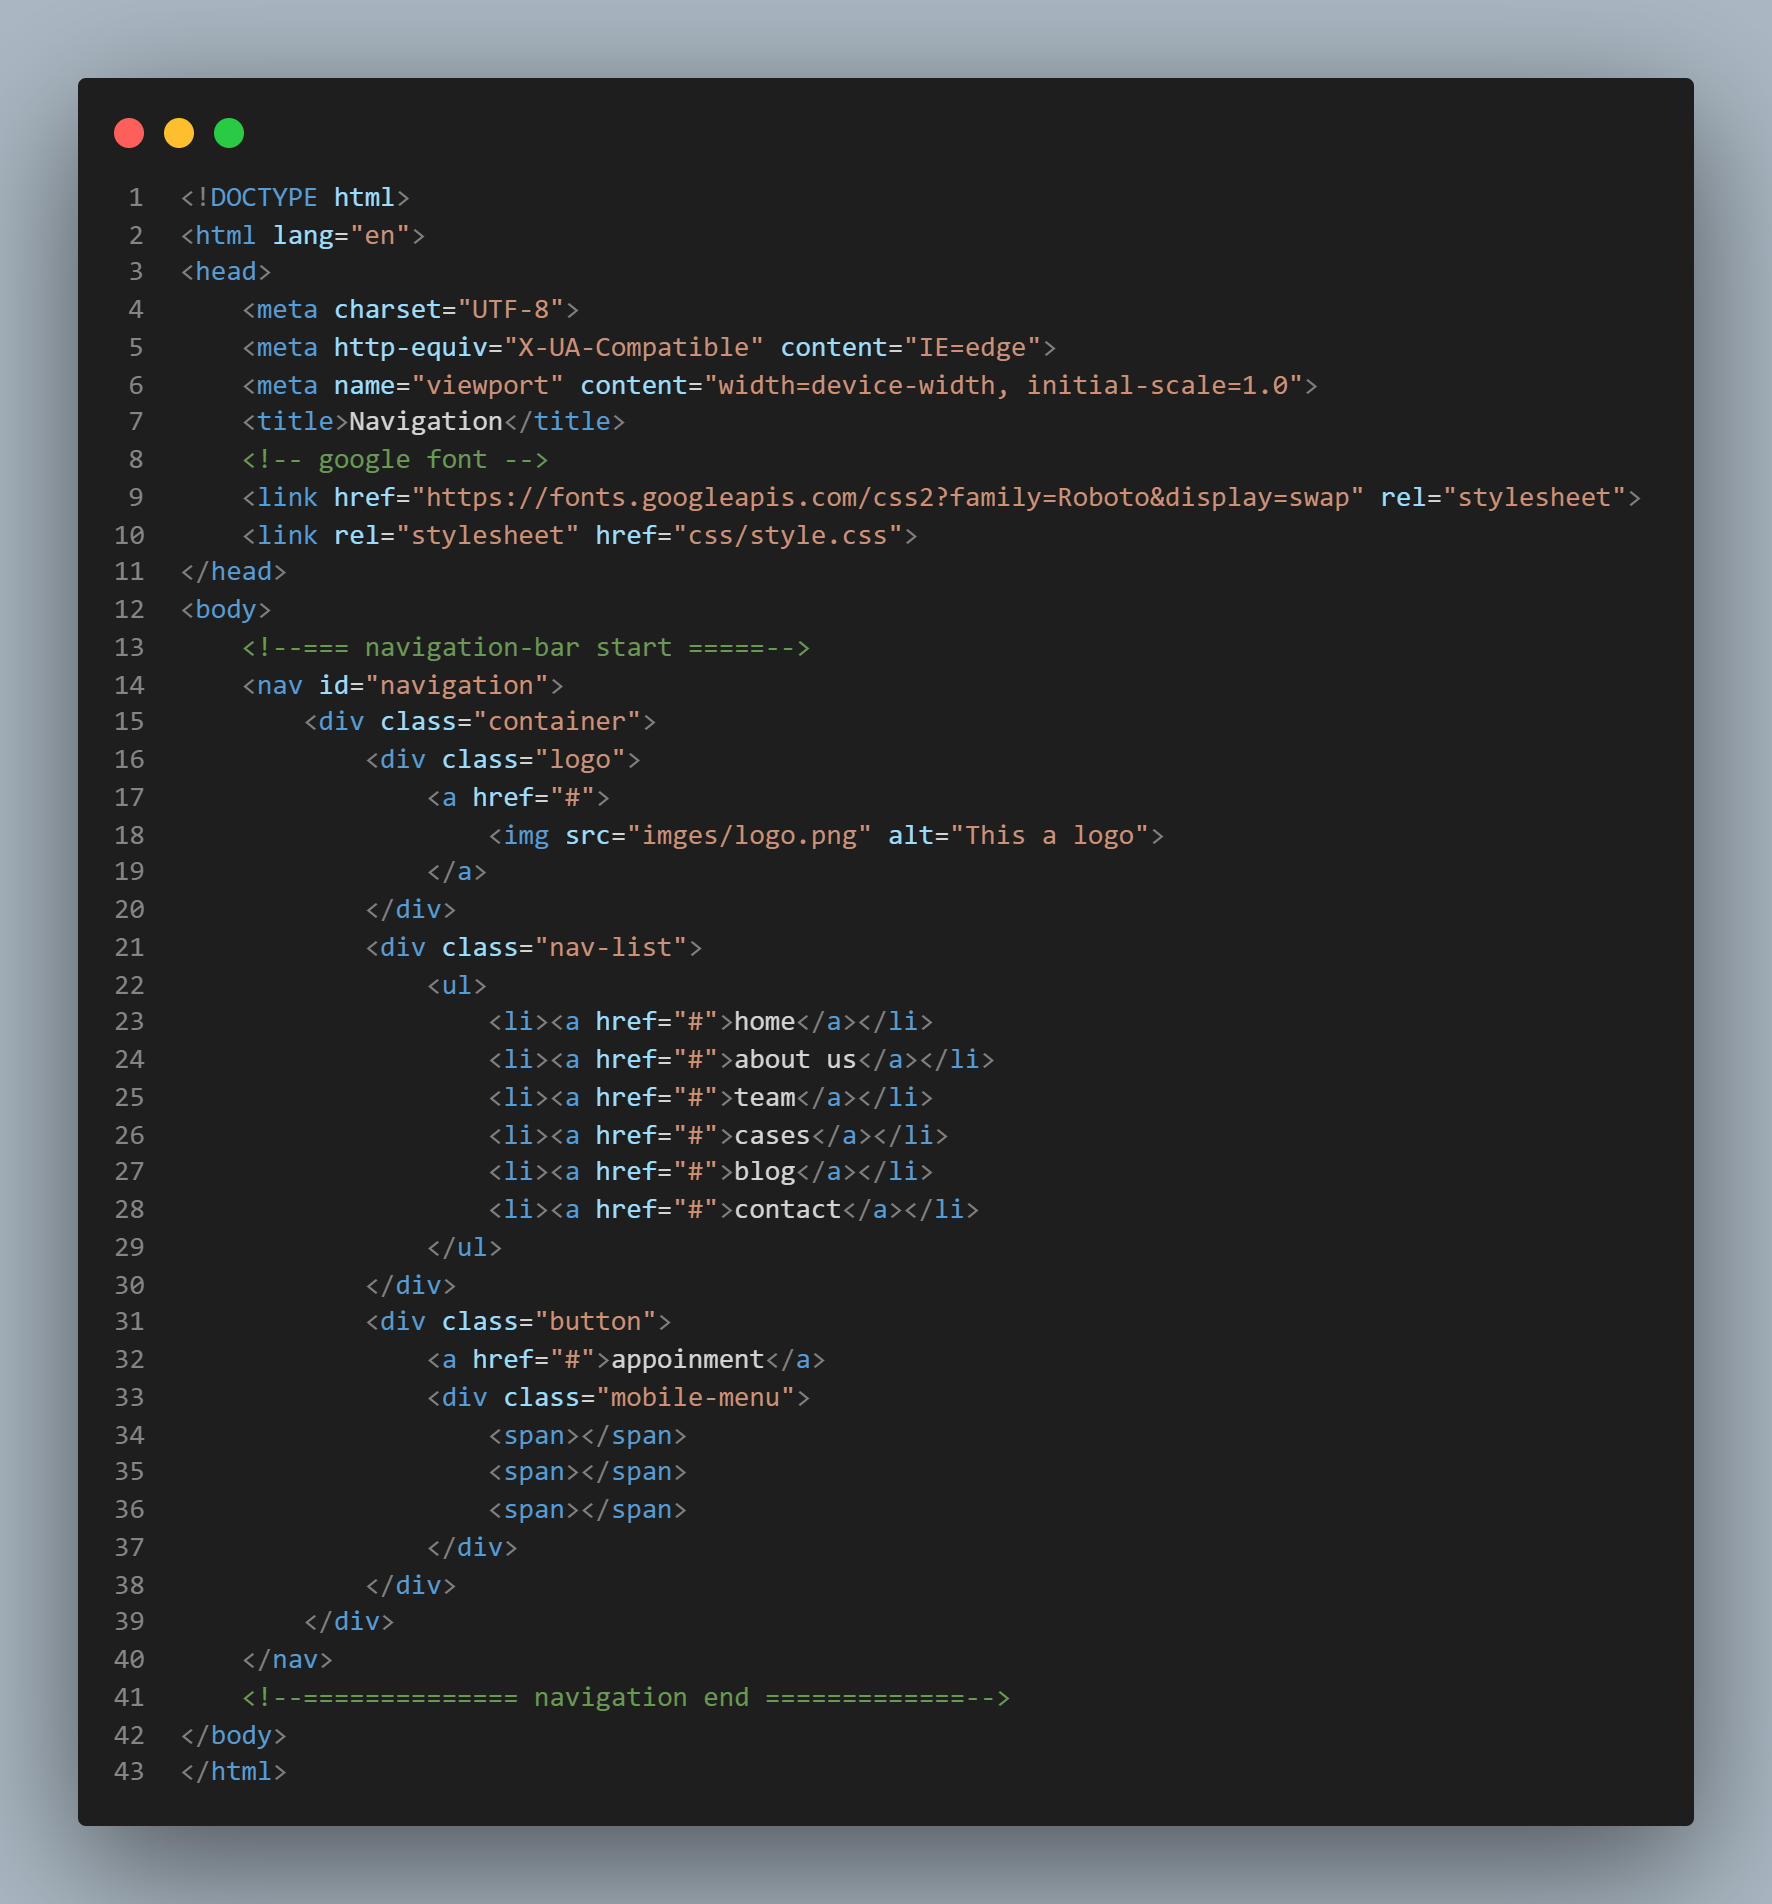 1 <!DOCTYPE html>
2 <html lang="en">
3 <head>
4     <meta charset="UTF-8">
5     <meta http-equiv="X-UA-Compatible" content="IE=edge">
6     <meta name="viewport" content="width=device-width, initial-scale=1.0">
7     <title>Navigation</title>
8     <!-- google font -->
9     <link href="https://fonts.googleapis.com/css2?family=Roboto&display=swap" rel="stylesheet">
10     <link rel="stylesheet" href="css/style.css">
11 </head>
12 <body>
13     <!--=== navigation-bar start =====-->
14     <nav id="navigation">
15         <div class="container">
16             <div class="logo">
17                 <a href="#">
18                     <img src="imges/logo.png" alt="This a logo">
19                 </a>
20             </div>
21             <div class="nav-list">
22                 <ul>
23                     <li><a href="#">home</a></li>
24                     <li><a href="#">about us</a></li>
25                     <li><a href="#">team</a></li>
26                     <li><a href="#">cases</a></li>
27                     <li><a href="#">blog</a></li>
28                     <li><a href="#">contact</a></li>
29                 </ul>
30             </div>
31             <div class="button">
32                 <a href="#">appoinment</a>
33                 <div class="mobile-menu">
34                     <span></span>
35                     <span></span>
36                     <span></span>
37                 </div>
38             </div>
39         </div>
40     </nav>
41     <!--============== navigation end =============-->
42 </body>
43 </html>